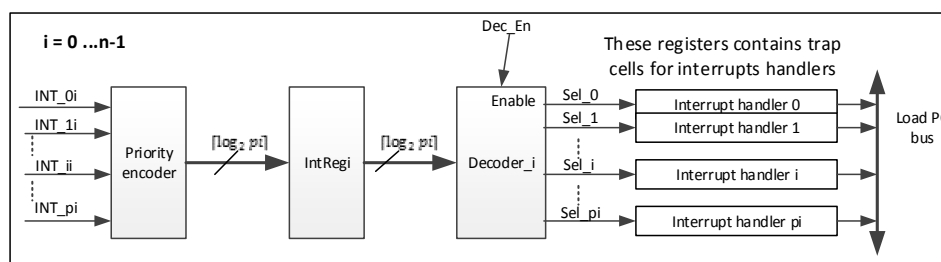 i = 0 ...n-1
Dec_En
These registers contains trap
cells for interrupts handlers
INT_0i
INT_1i
INT_ii
INT_pi
Priority
encoder
⌈log₂ pi⌉
IntRegi
⌈log₂ pi⌉
Enable
Decoder_i
Sel_0
Sel_1
Sel_i
Sel_pi
Interrupt handler 0
Interrupt handler 1
Interrupt handler i
Interrupt handler pi
Load
bus